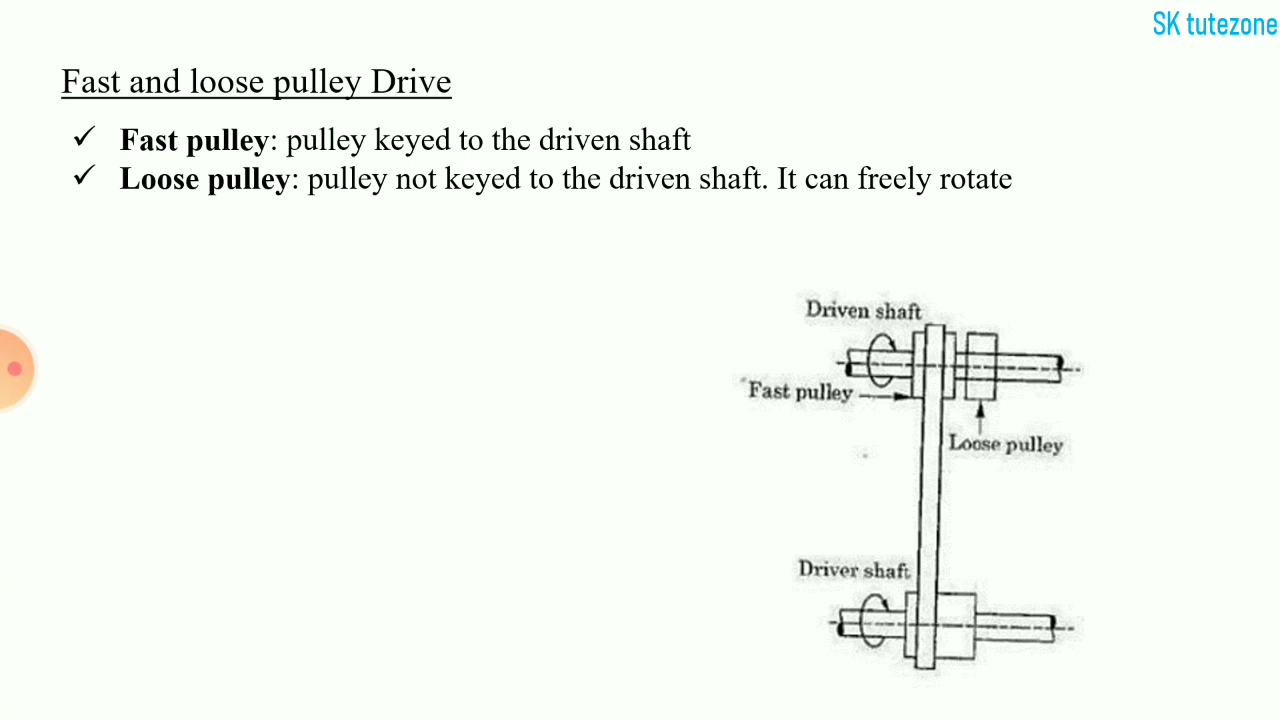 SK tutezone
Fast and loose pulley Drive
✓ Fast pulley: pulley keyed to the driven shaft
✓ Loose pulley: pulley not keyed to the driven shaft. It can freely rotate
Driven shaft
Fast pulley
Loose pulley
Driver shaft